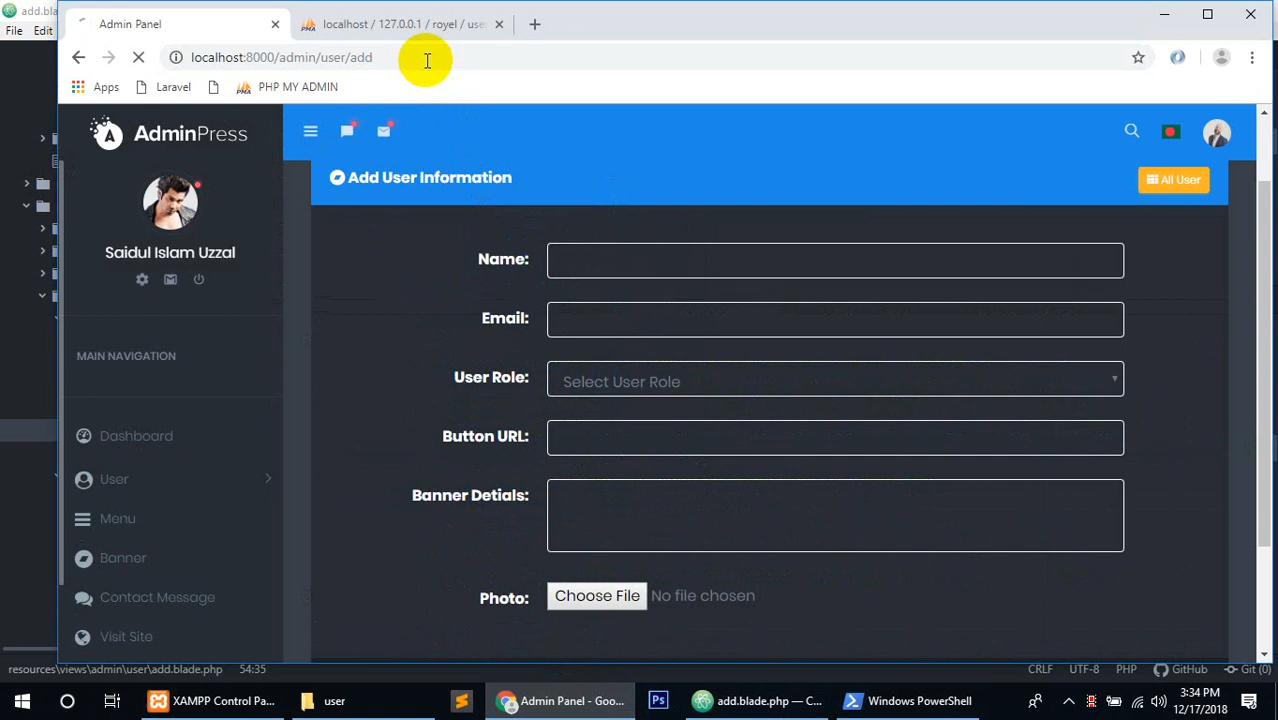 add.bla
Admin Panel
localhost / 127.0.0.1 / royel / use
File
localhost:8000/admin/user/add
Apps
Laravel
PMA
PHP MY ADMIN
AdminPress
Add User Information
All User
Saidul Islam Uzzal
Name:
Email:
MAIN NAVIGATION
User Role:
Select User Role
Dashboard
Button URL:
User
Banner Detials:
Menu
Banner
Contact Message
Photo:
Choose File
No file chosen
Visit Site
resources\views\admin\user\add.blade.php
54:35
CRLF
UTF-8
PHP
GitHub
Git (0)
XAMPP Control Pa...
user
Admin Panel - Goo...
Ps
add.blade.php — C...
Windows PowerShell
3:34 PM
12/17/2018